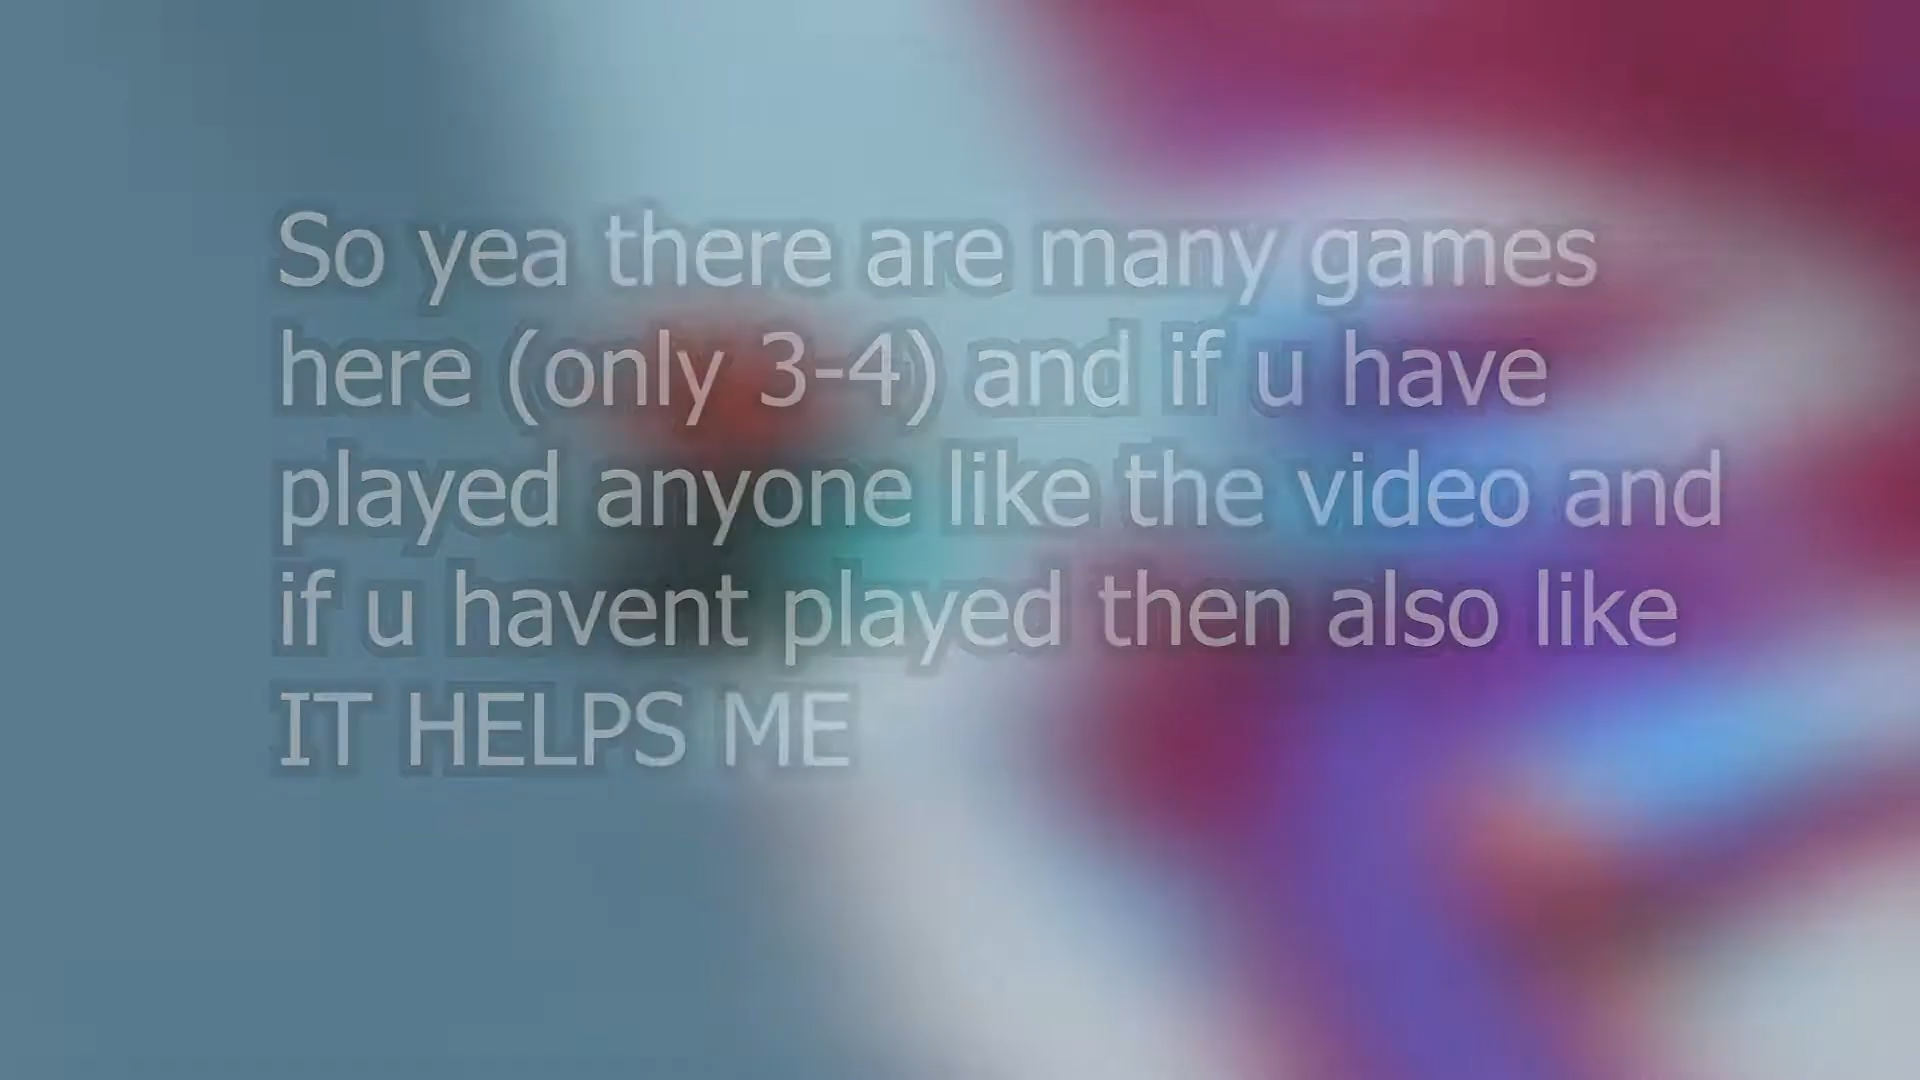 So yea there are many games
here (only 3-4) and if u have
played anyone like the video and
if u havent played then also like
IT HELPS ME